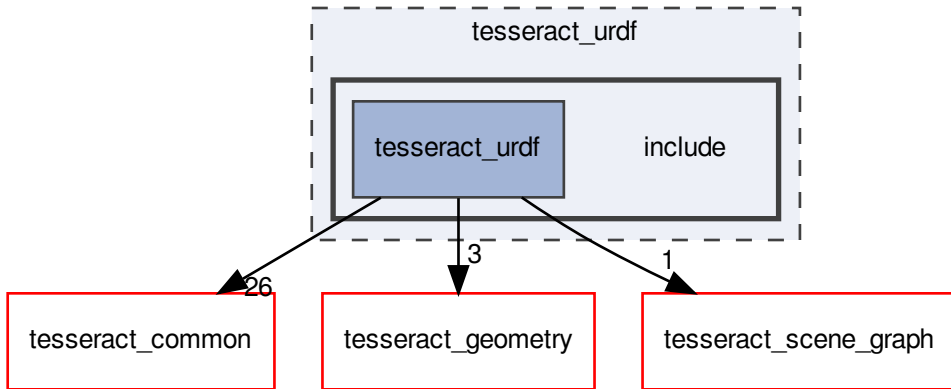 tesseract_urdf
tesseract_urdf include
3
1
26
tesseract_common tesseract_geometry tesseract_scene_graph